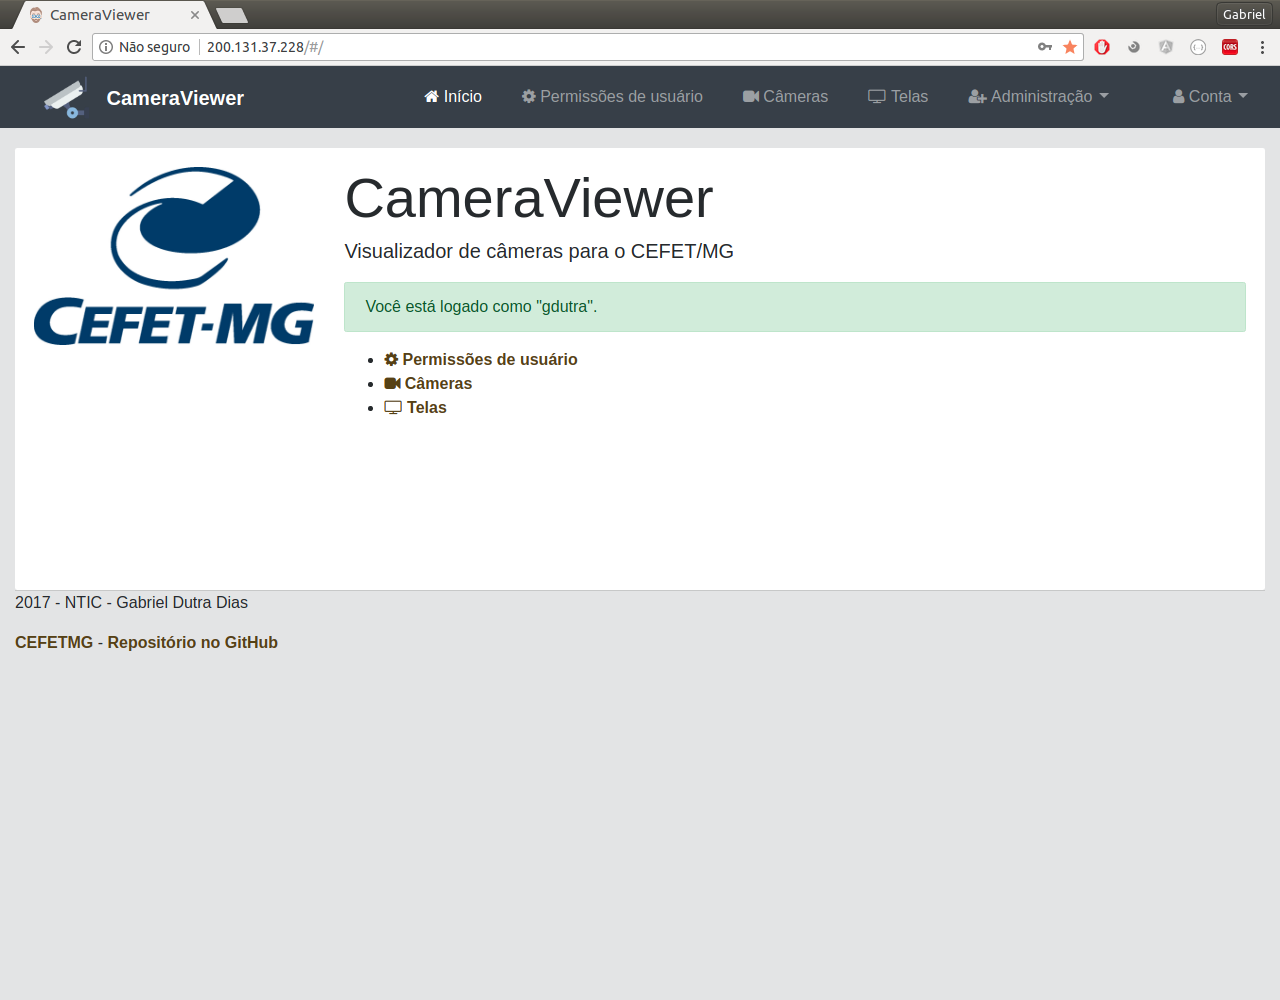 CameraViewer
Gabriel
Não seguro 200.131.37.228/#/
CORS
CameraViewer Início Permissões de usuário Câmeras Telas Administração Conta
CEFET-MG
CameraViewer
Visualizador de câmeras para o CEFET/MG
Você está logado como "gdutra".
Permissões de usuário
Câmeras
Telas
2017 - NTIC - Gabriel Dutra Dias
CEFETMG - Repositório no GitHub